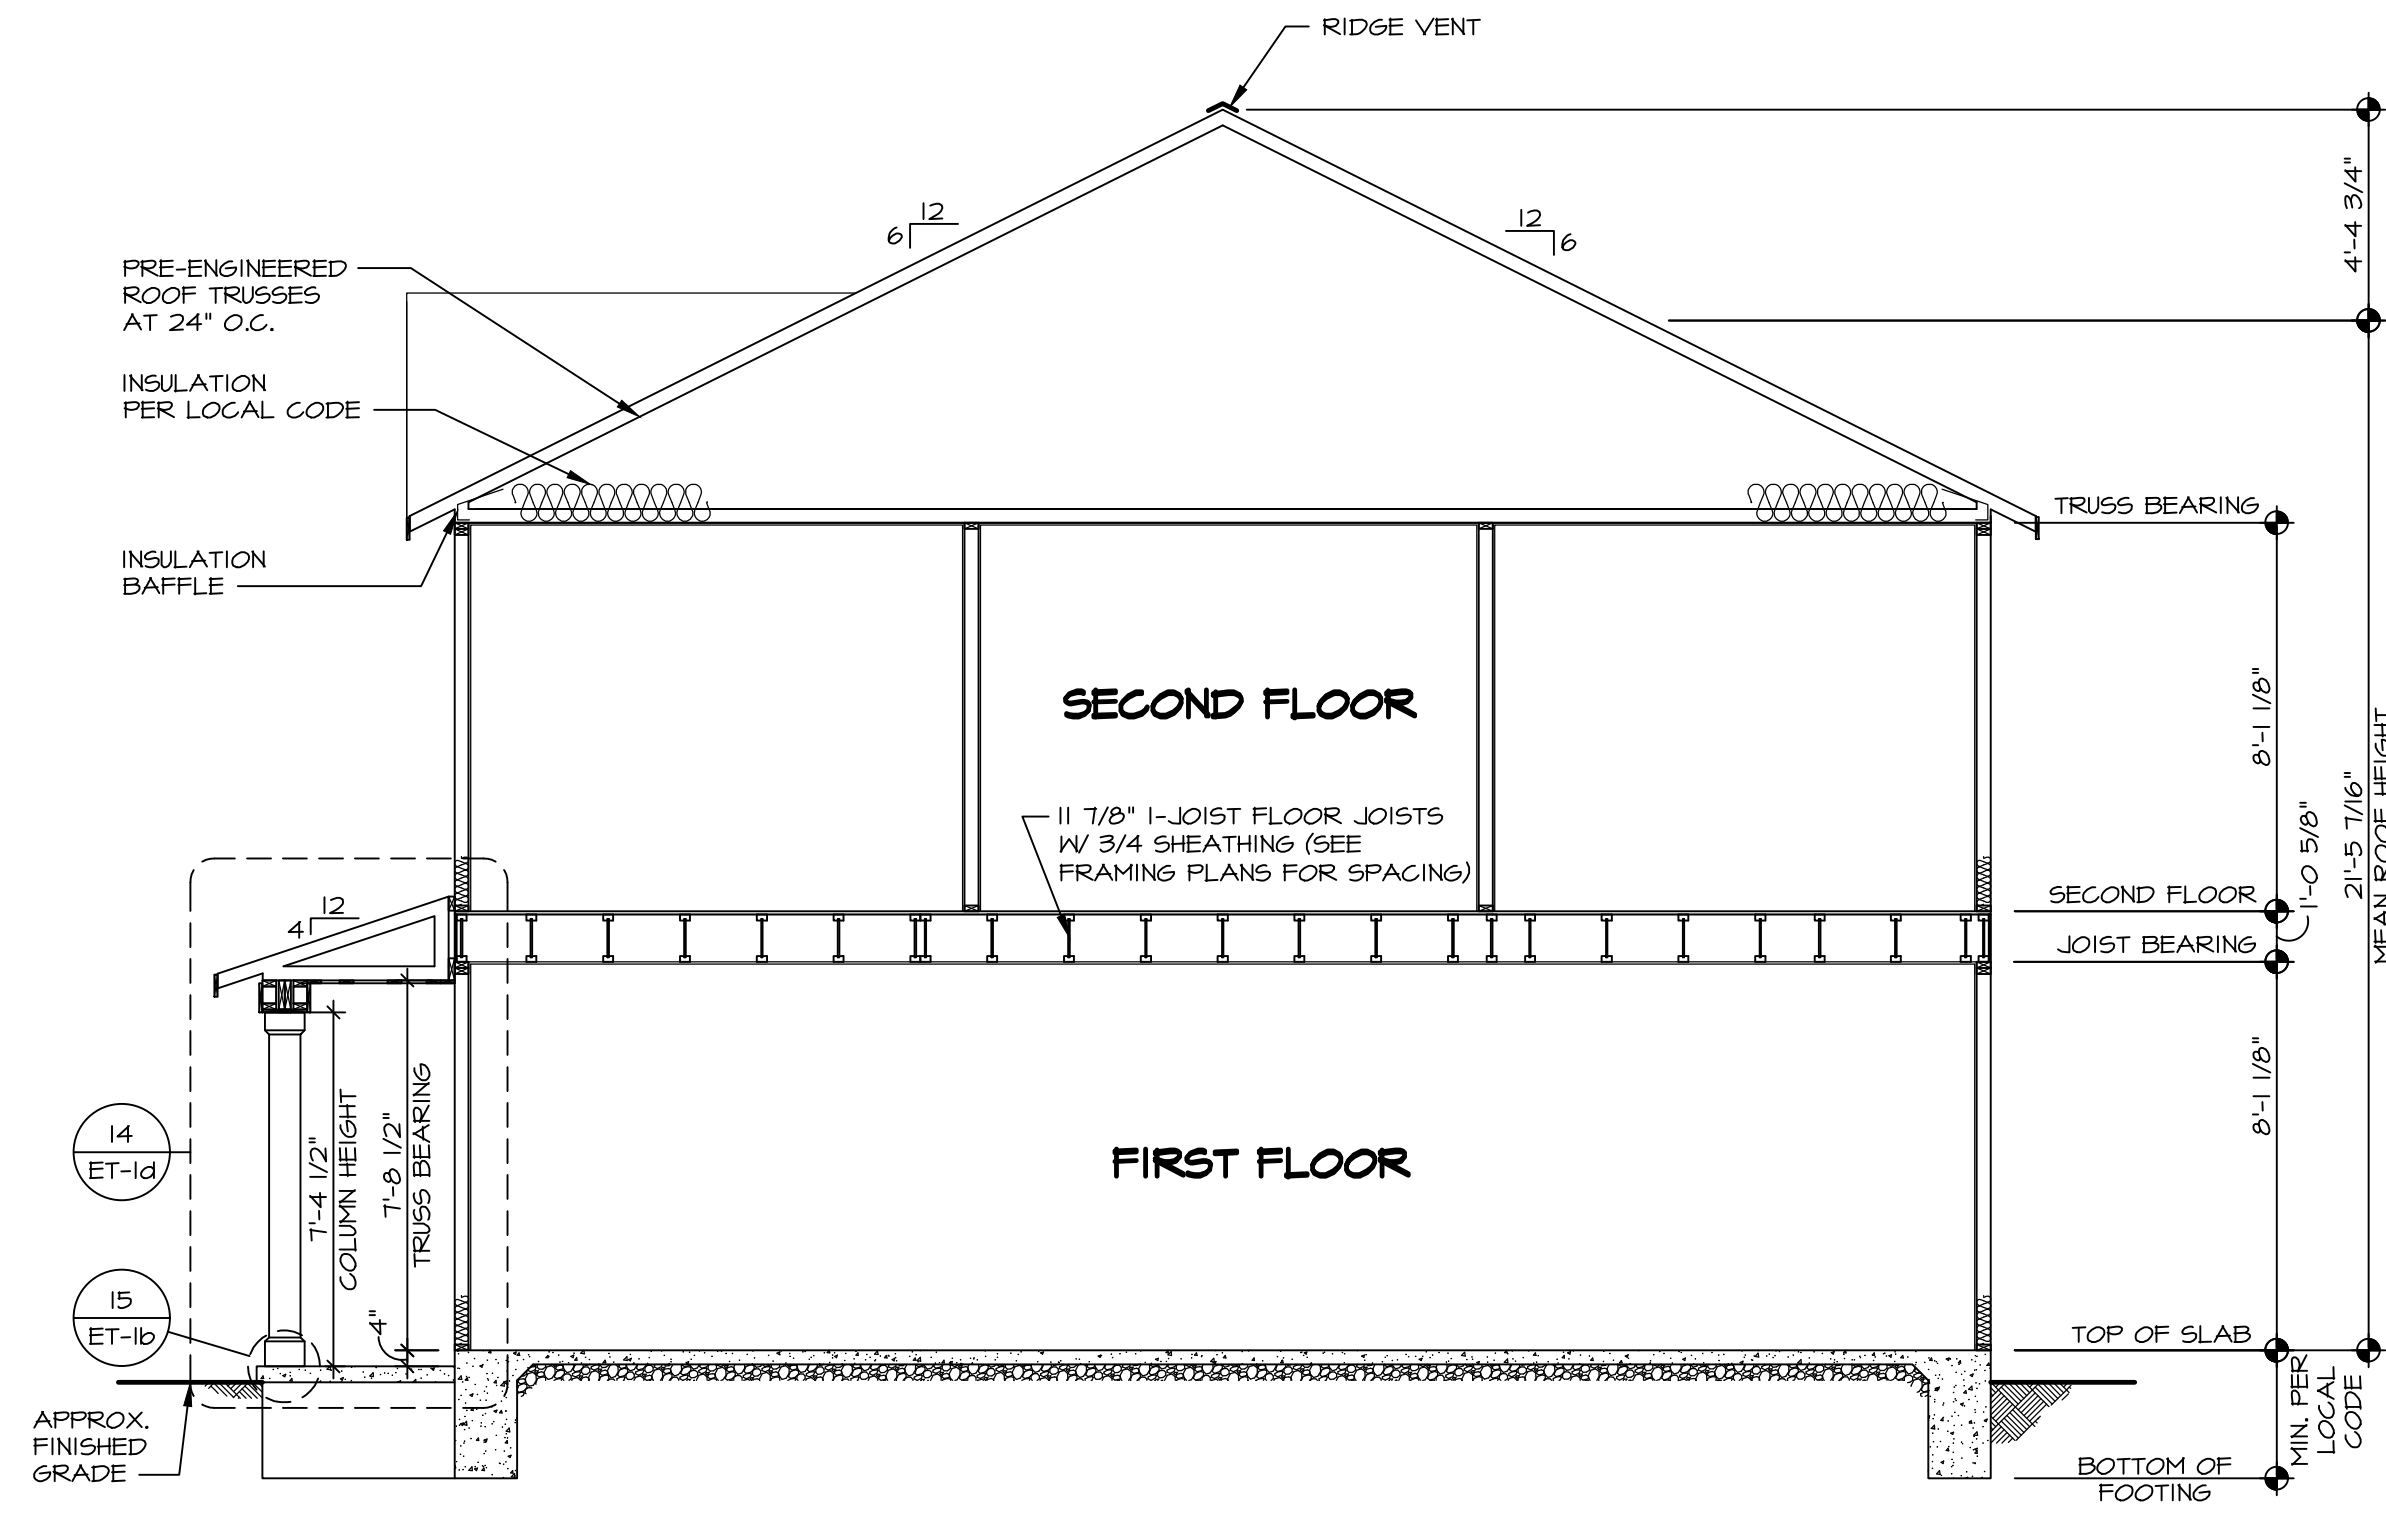 RIDGE VENT
12
6
12
6
4'-4 3/4"
PRE-ENGINEERED
ROOF TRUSSES
AT 24" O.C.
INSULATION
PER LOCAL CODE
INSULATION
BAFFLE
TRUSS BEARING
SECOND FLOOR
8'-1 1/8"
11 7/8" I-JOIST FLOOR JOISTS
W/ 3/4 SHEATHING (SEE
FRAMING PLANS FOR SPACING)
21'-5 7/16"
MEAN ROOF HEIGHT
1'-0 5/8"
SECOND FLOOR
JOIST BEARING
12
4
8'-1 1/8"
14
ET-1d
7'-4 1/2"
COLUMN HEIGHT
7'-8 1/2"
TRUSS BEARING
FIRST FLOOR
15
ET-1b
4"
TOP OF SLAB
APPROX.
FINISHED
GRADE
MIN. PER
LOCAL
CODE
BOTTOM OF
FOOTING